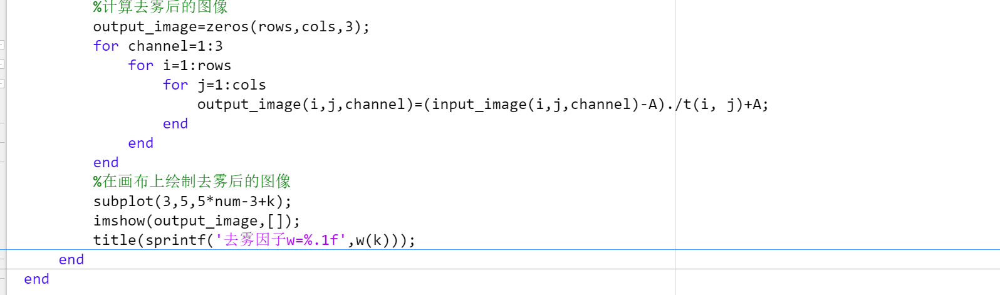 %计算去雾后的图像
output_image=zeros(rows,cols,3);
for channel=1:3
for i=1:rows
for j=1:cols
output_image(i,j,channel)=(input_image(i,j,channel)-A)./t(i, j)+A;
end
end
end
%在画布上绘制去雾后的图像
subplot(3,5,5*num-3+k);
imshow(output_image,[]);
title(sprintf('去雾因子w=%.1f',w(k)));
end
end